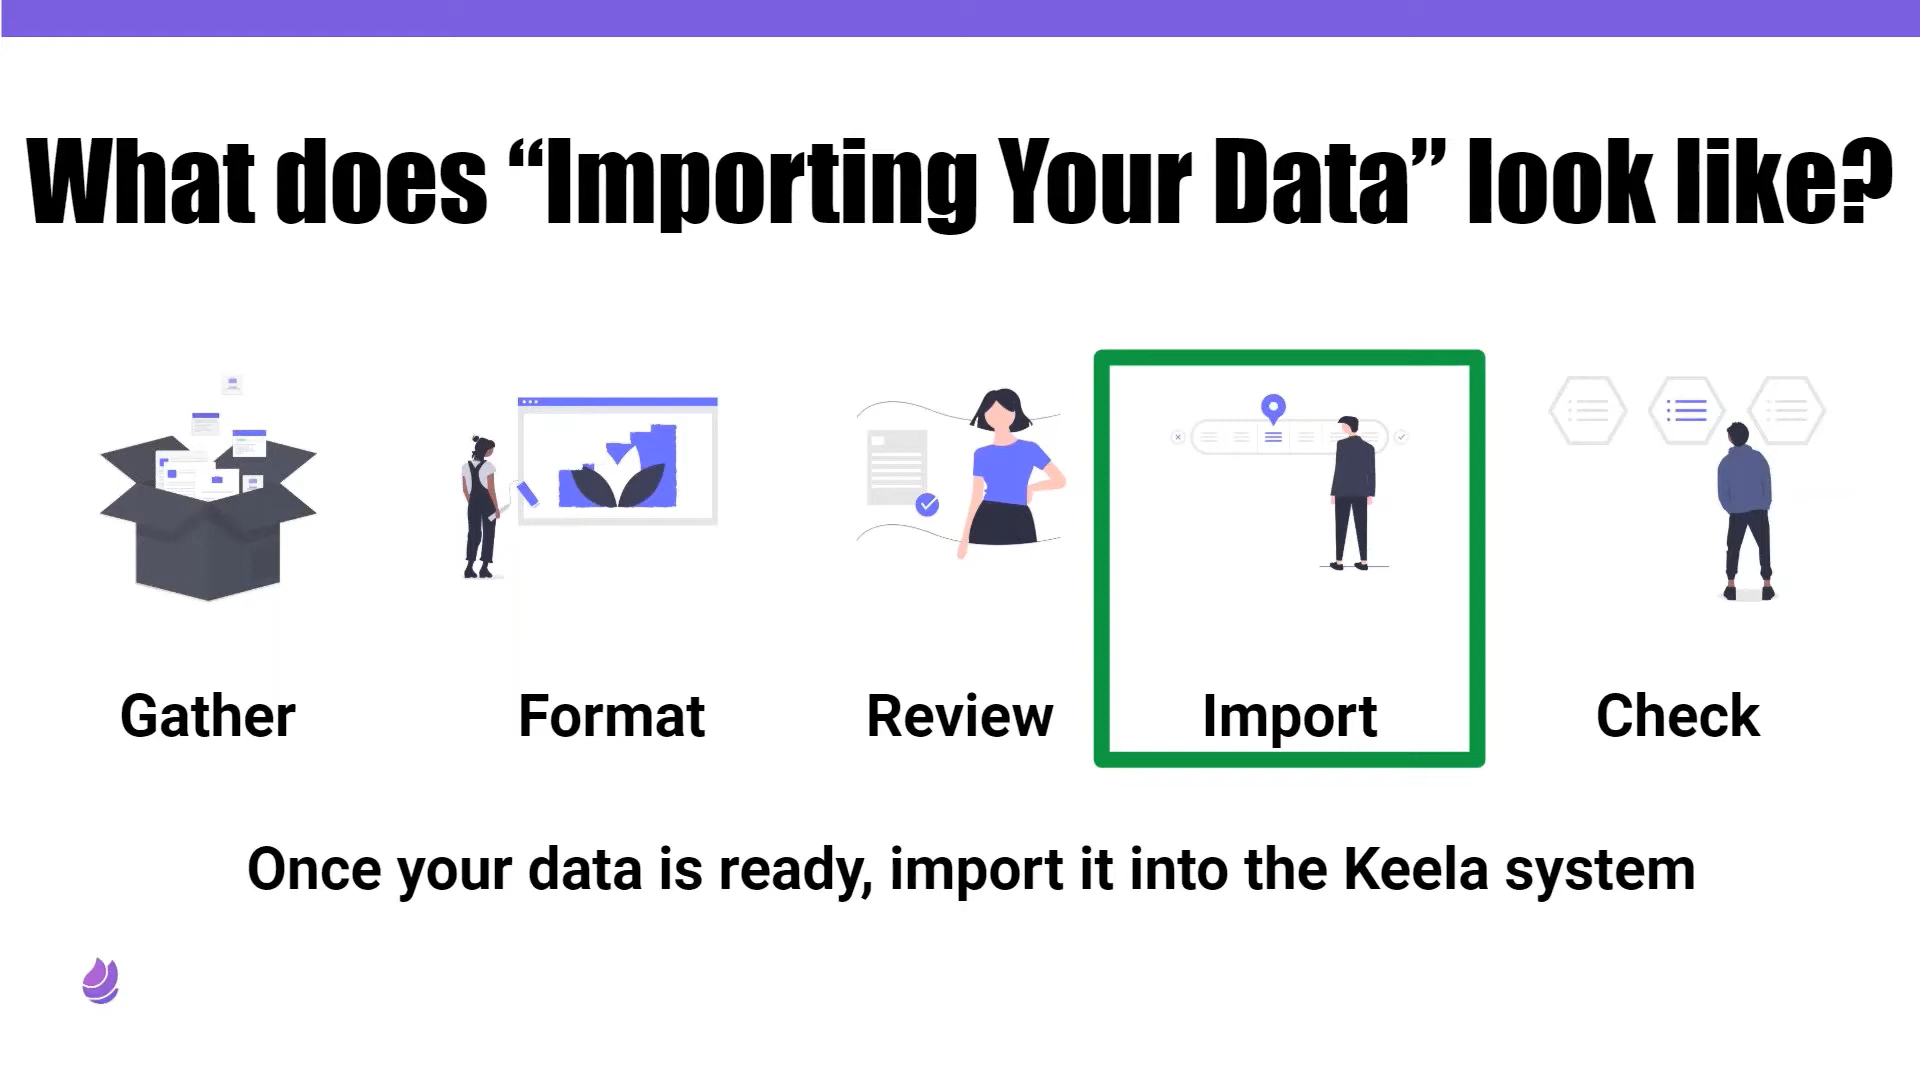 What does “Importing Your Data” look like?
Gather
Format
Review
Import
Check
Once your data is ready, import it into the Keela system